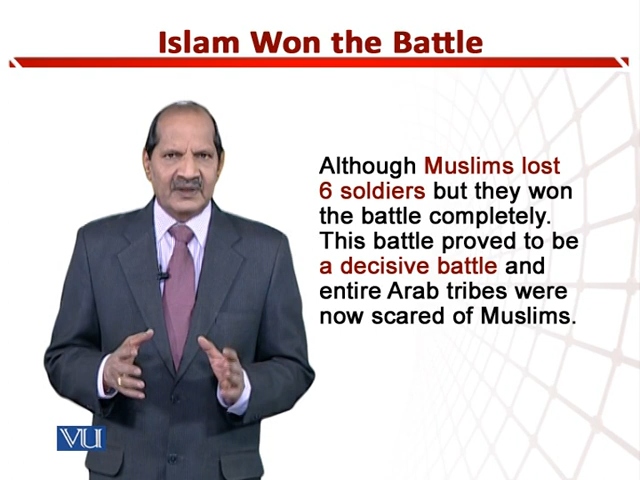 Islam Won the Battle
Although Muslims lost
6 soldiers but they won
the battle completely.
This battle proved to be
a decisive battle and
entire Arab tribes were
now scared of Muslims.
VU